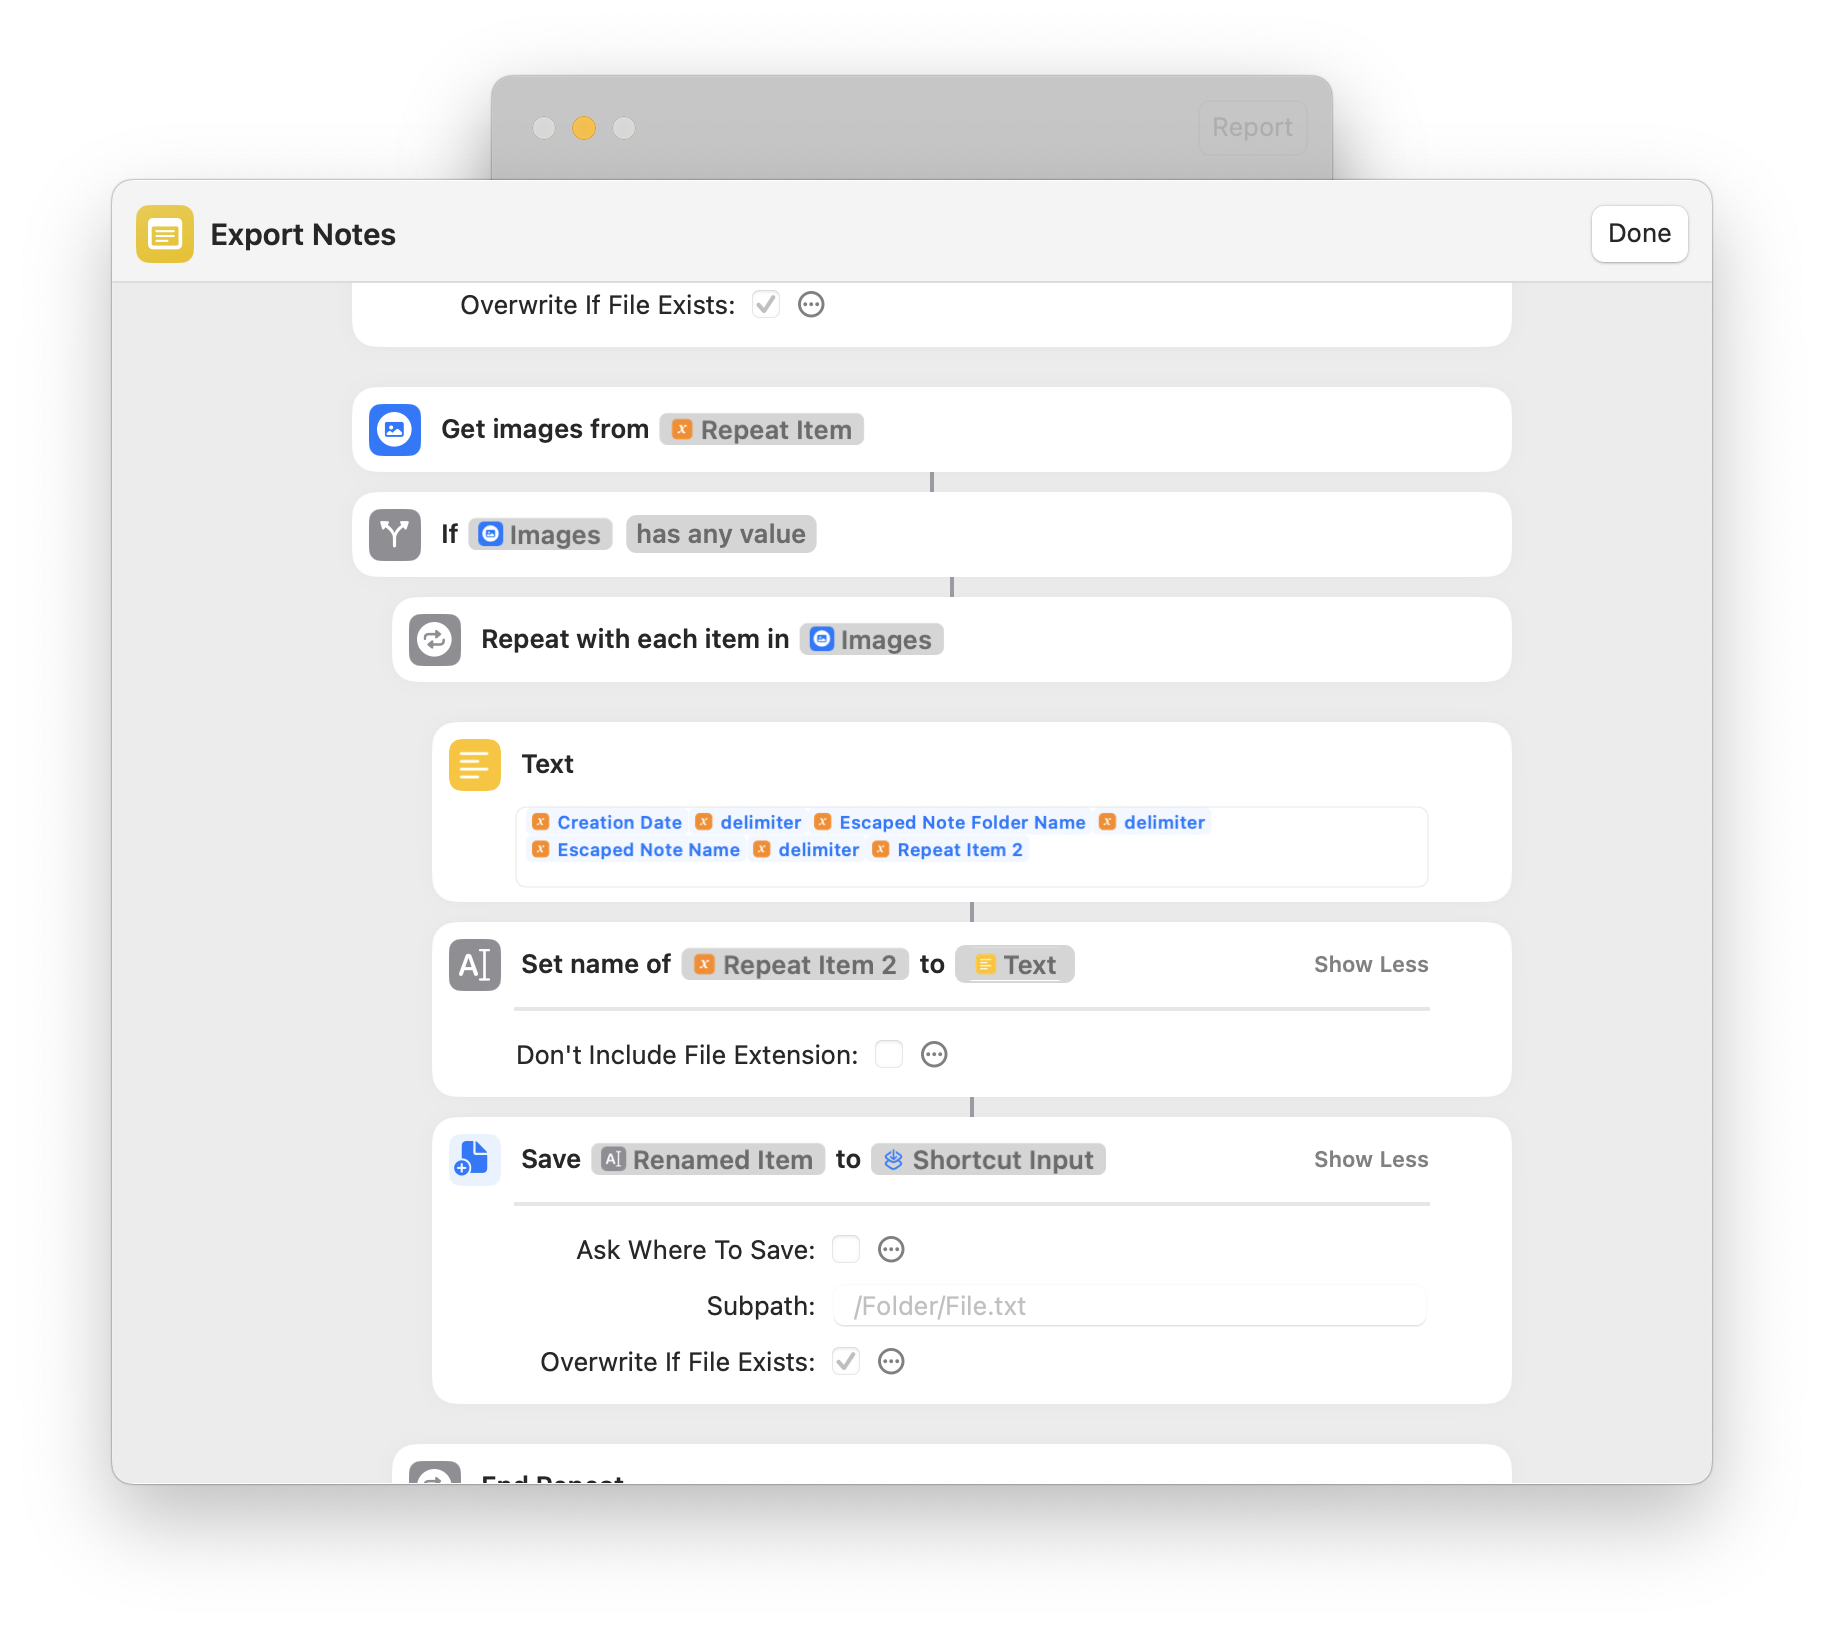 Report
Export Notes
Done
Overwrite If File Exists:
Get images from Repeat Item
If Images has any value
Repeat with each item in Images
Text
Creation Date delimiter Escaped Note Folder Name delimiter
Escaped Note Name delimiter Repeat Item 2
Set name of Repeat Item 2 to Text Show Less
Don't Include File Extension:
Save Renamed Item to Shortcut Input Show Less
Ask Where To Save:
Subpath: /Folder/File.txt
Overwrite If File Exists:
End Repeat